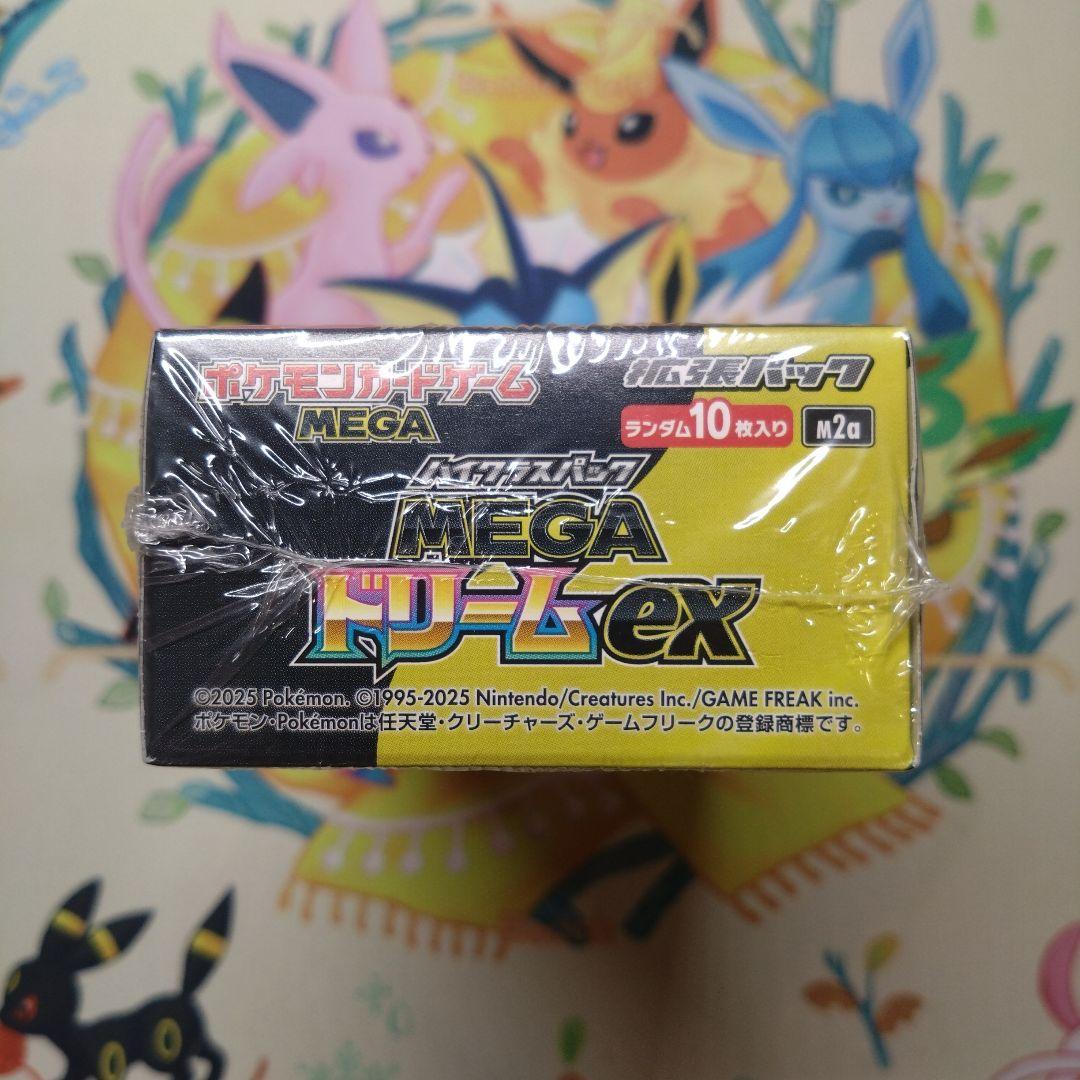 ポケモンカードゲーム
MEGA
拡張パック
ランダム10枚入り
M2a
ハイクラスパック
MEGA
ドリームex
©2025 Pokémon. ©1995-2025 Nintendo/Creatures Inc./GAME FREAK inc.
ポケモン・Pokémonは任天堂・クリーチャーズ・ゲームフリークの登録商標です。